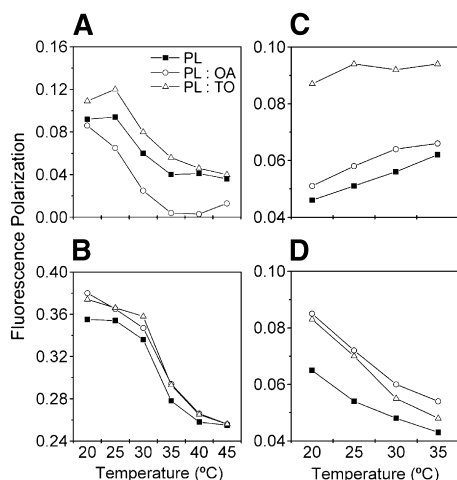 A
C
PL
PL : OA
PL : TO
0.16
0.12
0.08
0.04
0.00
0.10
0.08
0.06
0.04
Fluorescence Polarization
B
D
0.40
0.36
0.32
0.28
0.24
0.10
0.08
0.06
0.04
20 25 30 35 40 45
20 25 30 35
Temperature (ºC)
Temperature (ºC)